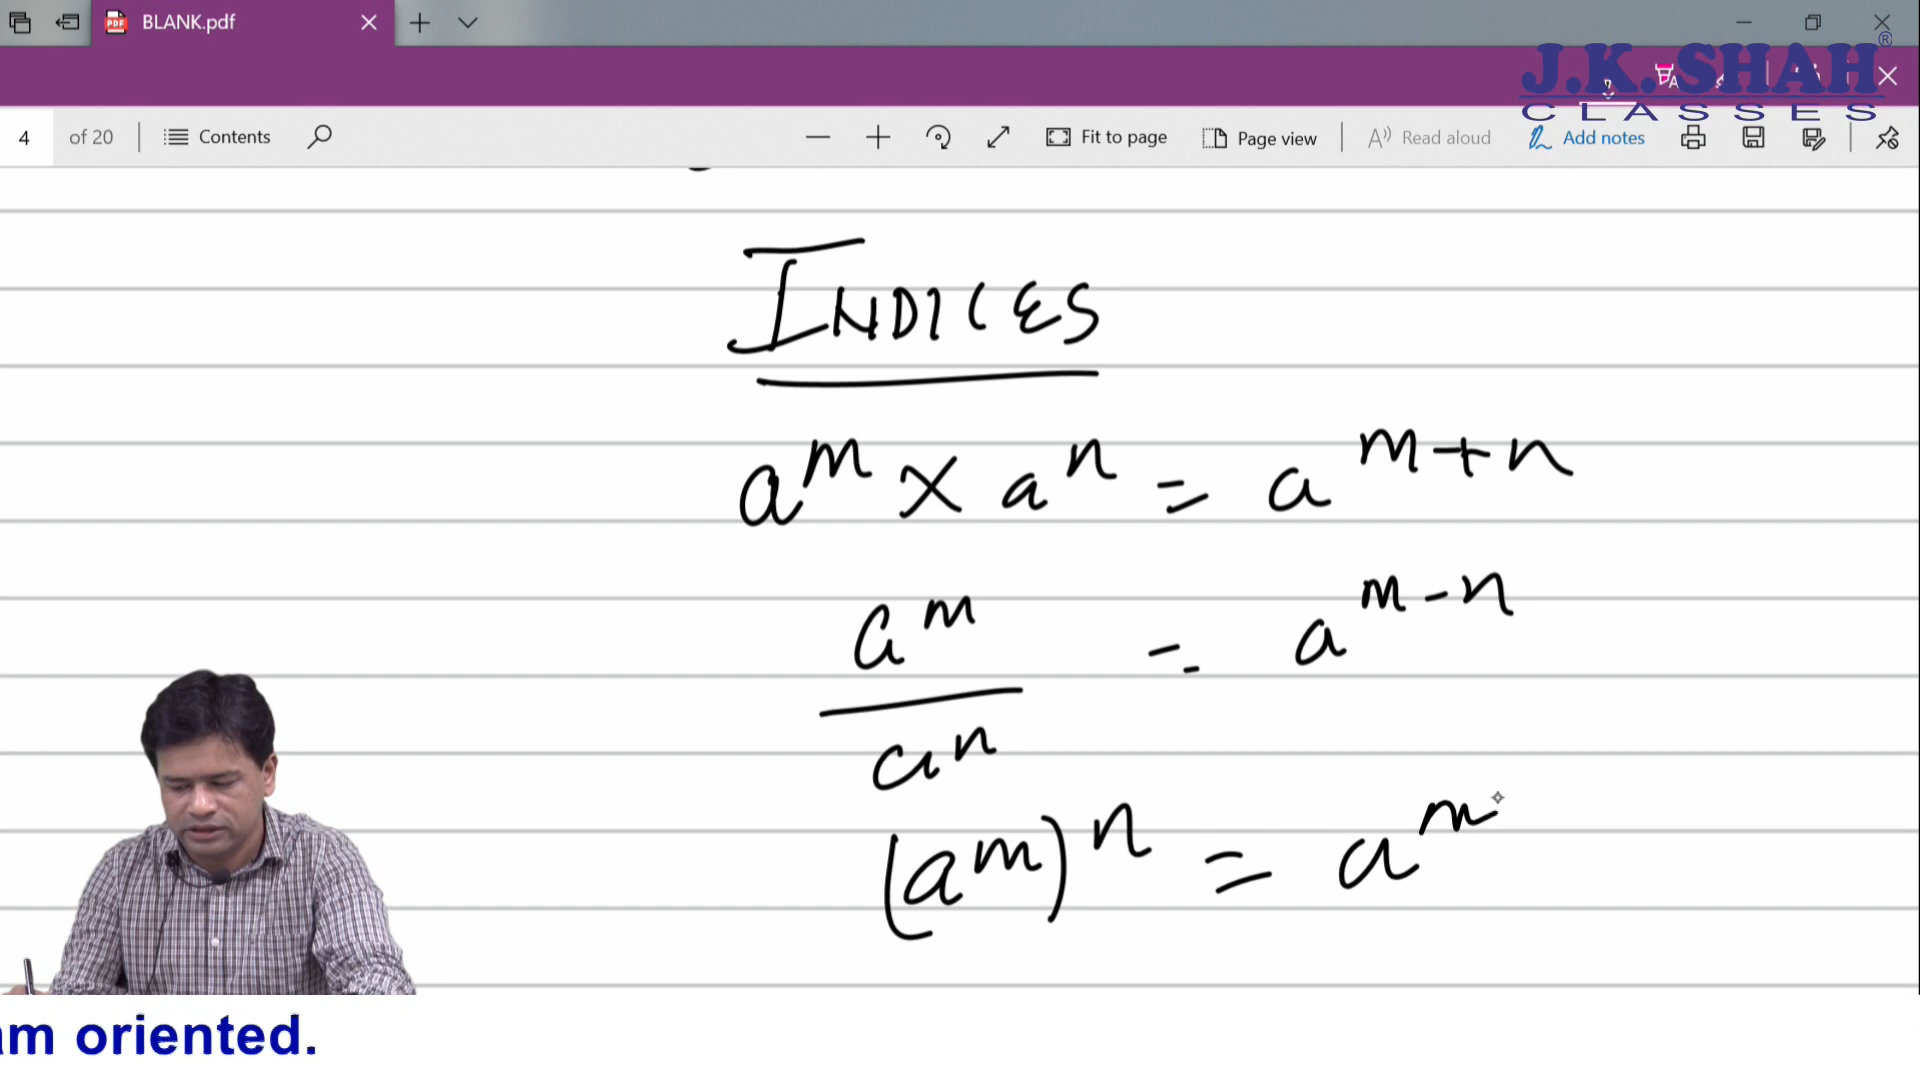 BLANK.pdf
J.K.SHAH®
CLASSES
4 of 20 Contents Fit to page Page view Read aloud Add notes
INDICES
a^m × a^n = a^{m+n}
a^m / a^n = a^{m-n}
(a^m)^n = a^m
am oriented.